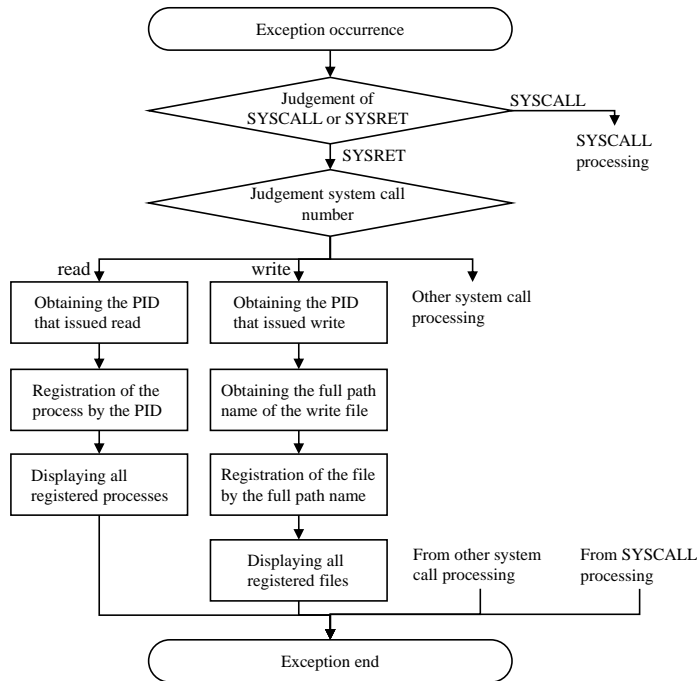 Exception occurrence
Judgement of
SYSCALL or SYSRET
SYSCALL
SYSCALL
processing
SYSRET
Judgement system call
number
read
write
Obtaining the PID
that issued read
Obtaining the PID
that issued write
Other system call
processing
Registration of the
process by the PID
Obtaining the full path
name of the write file
Displaying all
registered processes
Registration of the file
by the full path name
Displaying all
registered files
From other system
call processing
From SYSCALL
processing
Exception end